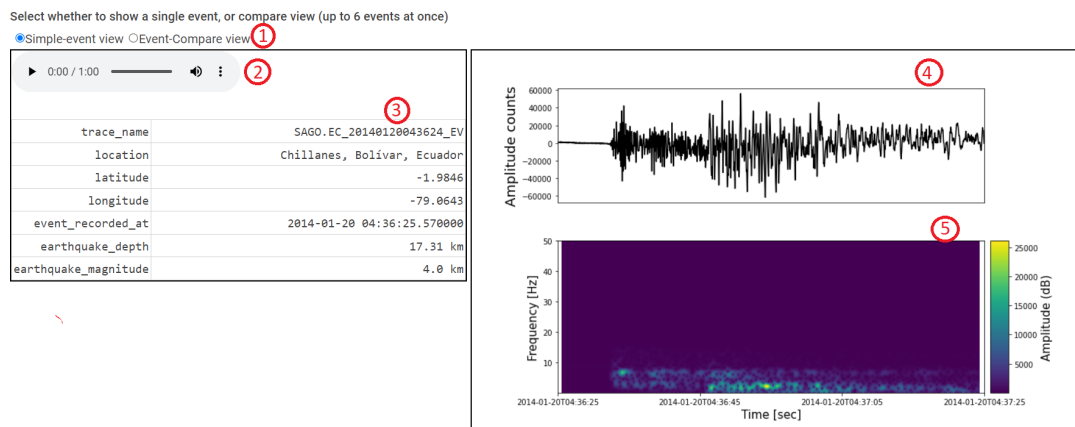 Select whether to show a single event, or compare view (up to 6 events at once)
Simple-event view Event-Compare view 1
0:00 / 1:00 2
3
trace_name SAGO.EC_20140120043624_EV
location Chillanes, Bolívar, Ecuador
latitude -1.9846
longitude -79.0643
event_recorded_at 2014-01-20 04:36:25.570000
earthquake_depth 17.31 km
earthquake_magnitude 4.0 km
4
Amplitude counts
60000
40000
20000
0
−20000
−40000
−60000
5
Frequency [Hz]
50
40
30
20
10
25000
20000
15000
10000
5000
Amplitude (dB)
2014-01-20T04:36:25 2014-01-20T04:36:45 2014-01-20T04:37:05 2014-01-20T04:37:25
Time [sec]